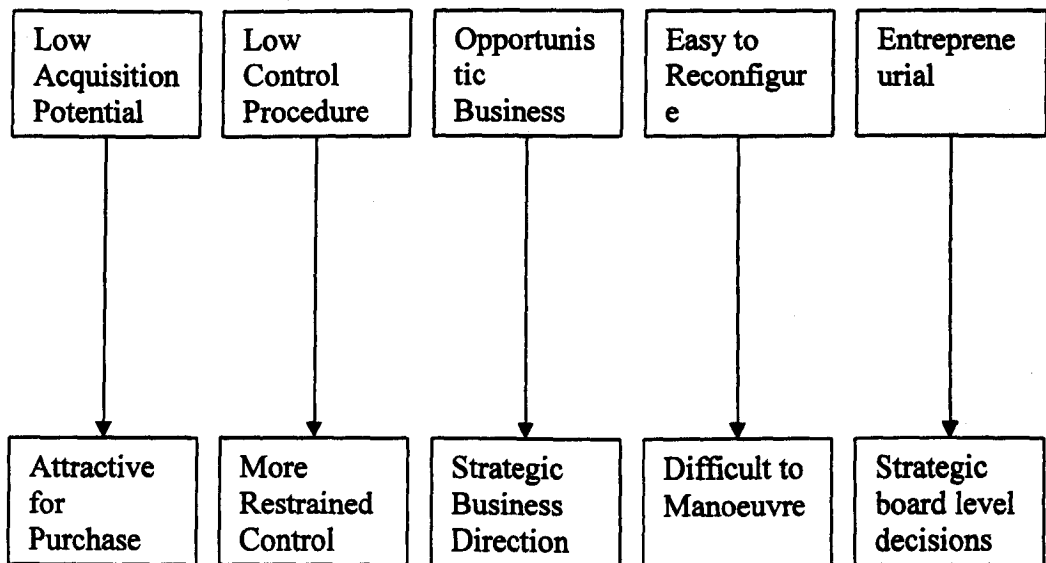 Low
Acquisition
Potential
Low
Control
Procedure
Opportunis
tic
Business
Easy to
Reconfigur
e
Entreprene
urial
Attractive
for
Purchase
More
Restrained
Control
Strategic
Business
Direction
Difficult to
Manoeuvre
Strategic
board level
decisions